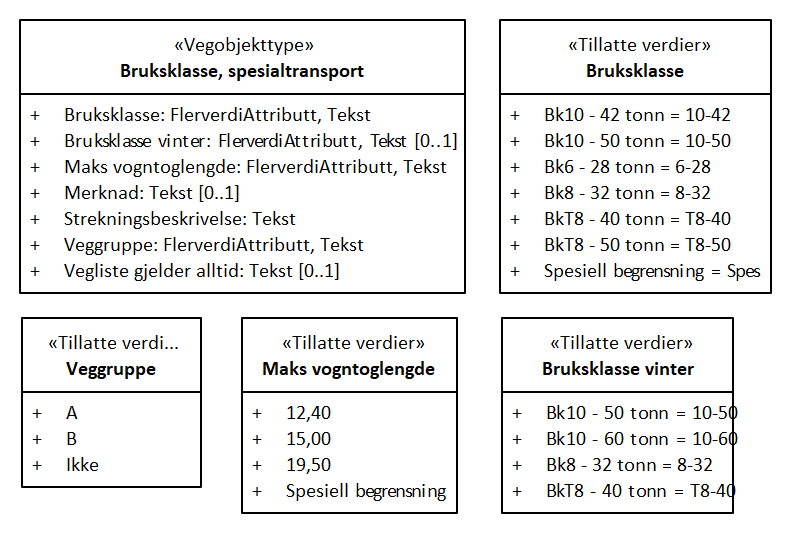 «Vegobjekttype»
Bruksklasse, spesialtransport
+ Bruksklasse: FlerverdiAttributt, Tekst
+ Bruksklasse vinter: FlerverdiAttributt, Tekst [0..1]
+ Maks vogntoglengde: FlerverdiAttributt, Tekst
+ Merknad: Tekst [0..1]
+ Strekningsbeskrivelse: Tekst
+ Veggruppe: FlerverdiAttributt, Tekst
+ Vegliste gjelder alltid: Tekst [0..1]
«Tillatte verdier»
Bruksklasse
+ Bk10 - 42 tonn = 10-42
+ Bk10 - 50 tonn = 10-50
+ Bk6 - 28 tonn = 6-28
+ Bk8 - 32 tonn = 8-32
+ BkT8 - 40 tonn = T8-40
+ BkT8 - 50 tonn = T8-50
+ Spesiell begrensning = Spes
«Tillatte verdi...
Veggruppe
+ A
+ B
+ Ikke
«Tillatte verdier»
Maks vogntoglengde
+ 12,40
+ 15,00
+ 19,50
+ Spesiell begrensning
«Tillatte verdier»
Bruksklasse vinter
+ Bk10 - 50 tonn = 10-50
+ Bk10 - 60 tonn = 10-60
+ Bk8 - 32 tonn = 8-32
+ BkT8 - 40 tonn = T8-40